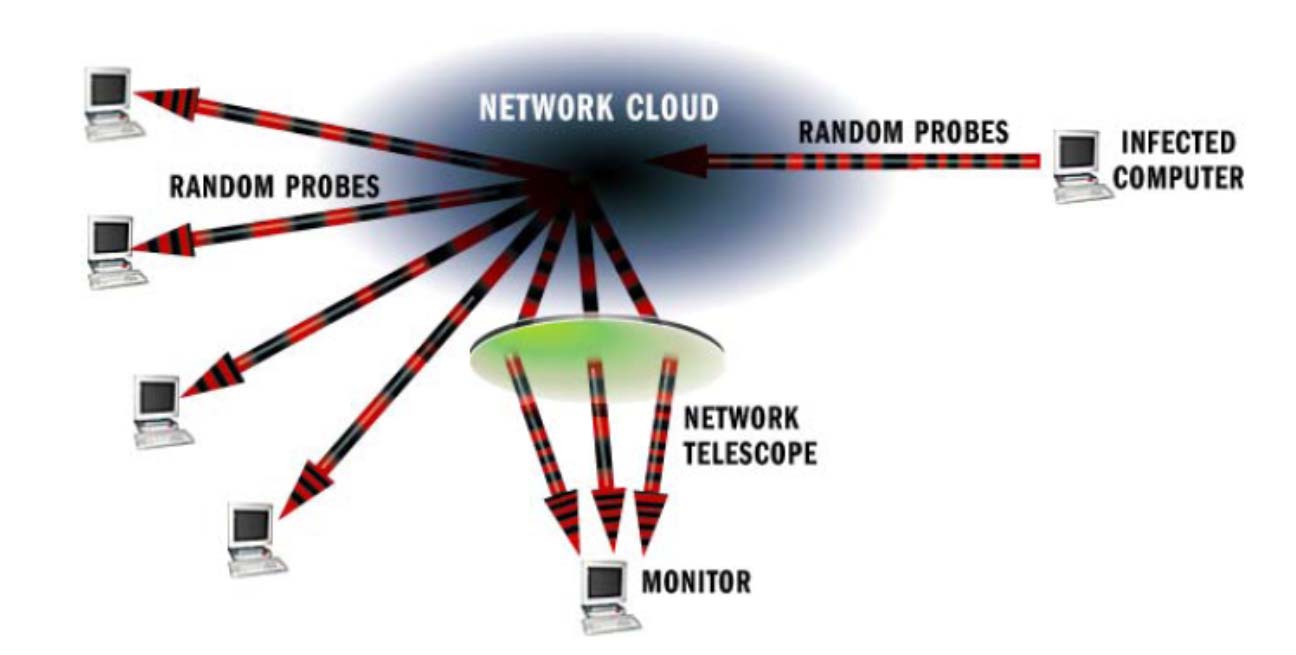 NETWORK CLOUD
RANDOM PROBES
INFECTED
COMPUTER
RANDOM PROBES
NETWORK
TELESCOPE
MONITOR